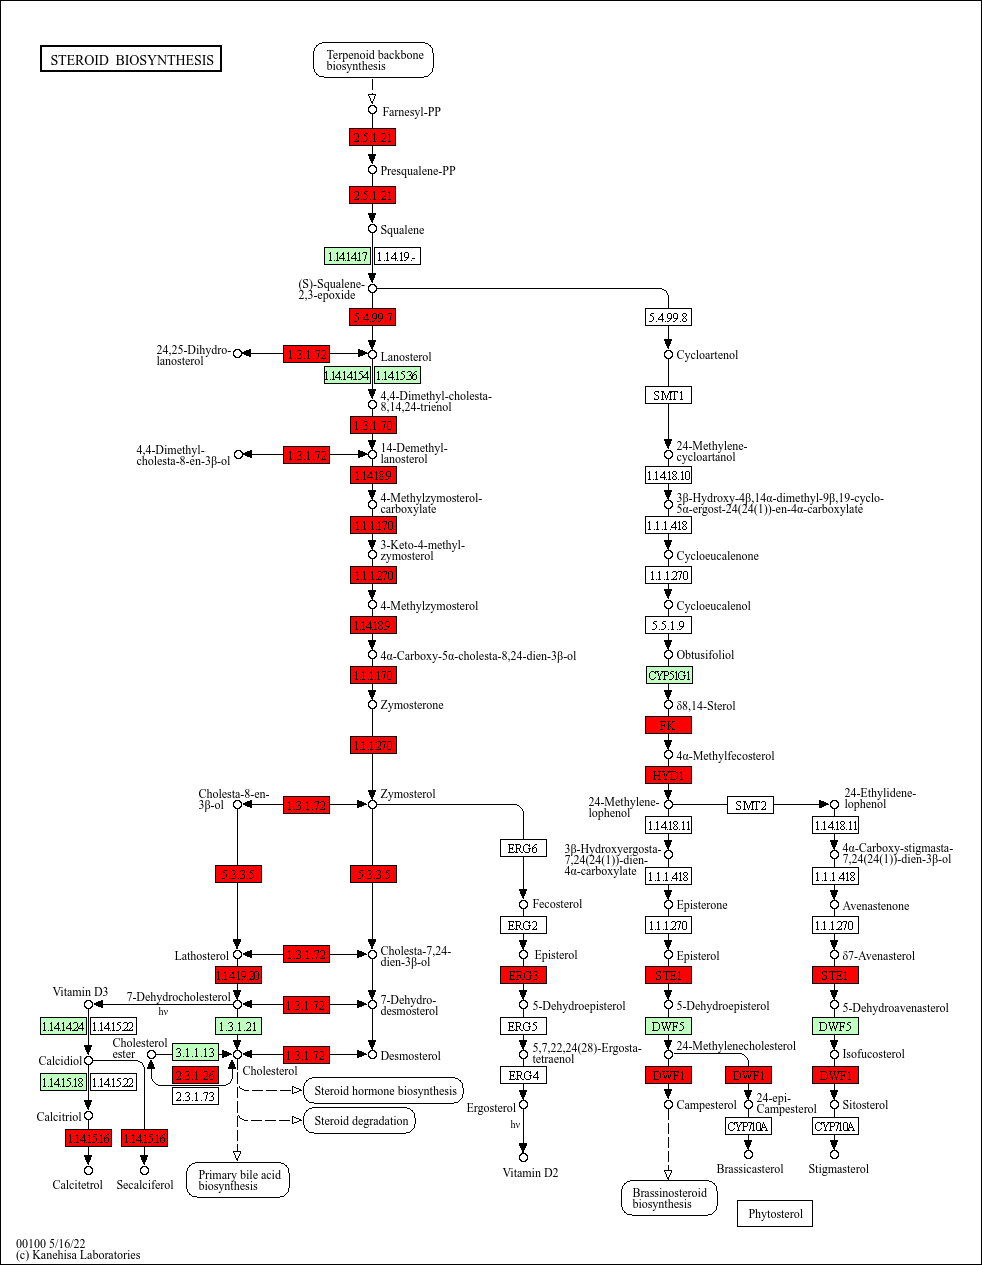 STEROID BIOSYNTHESIS
Terpenoid backbone
biosynthesis
Farnesyl-PP
2.5.1.21
Presqualene-PP
2.5.1.21
Squalene
1.14.14.17
1.14.19.-
(S)-Squalene-
2,3-epoxide
5.4.99.7
5.4.99.8
24,25-Dihydro-
lanosterol
1.3.1.72
Lanosterol
Cycloartenol
1.14.14.154
1.14.15.36
4,4-Dimethyl-cholesta-
8,14,24-trienol
SMT1
1.3.1.70
4,4-Dimethyl-
cholesta-8-en-3β-ol
1.3.1.72
14-Demethyl-
lanosterol
24-Methylene-
cycloartanol
1.14.18.9
1.14.18.10
4-Methylzymosterol-
carboxylate
3β-Hydroxy-4β,14α-dimethyl-9β,19-cyclo-
5α-ergost-24(24(1))-en-4α-carboxylate
1.1.1.170
1.1.1.418
3-Keto-4-methyl-
zymosterol
Cycloeucalenone
1.1.1.270
1.1.1.270
4-Methylzymosterol
Cycloeucalenol
1.14.18.9
5.5.1.9
4α-Carboxy-5α-cholesta-8,24-dien-3β-ol
Obtusifoliol
1.1.1.170
CYP51G1
Zymosterone
δ8,14-Sterol
FK
1.1.1.270
4α-Methylfecosterol
HYD1
Cholesta-8-en-
3β-ol
1.3.1.72
Zymosterol
24-Methylene-
lophenol
SMT2
24-Ethylidene-
lophenol
1.14.18.11
1.14.18.11
ERG6
3β-Hydroxyergosta-
7,24(24(1))-dien-
4α-carboxylate
4α-Carboxy-stigmasta-
7,24(24(1))-dien-3β-ol
5.3.3.5
5.3.3.5
1.1.1.418
1.1.1.418
Fecosterol
Episterone
Avenastenone
ERG2
1.1.1.270
1.1.1.270
Lathosterol
1.3.1.72
Cholesta-7,24-
dien-3β-ol
Episterol
Episterol
δ7-Avenasterol
1.14.19.20
ERG3
STE1
STE1
Vitamin D3
7-Dehydrocholesterol
hν
1.3.1.72
7-Dehydro-
desmosterol
5-Dehydroepisterol
5-Dehydroepisterol
5-Dehydroavenasterol
1.14.14.24
1.14.15.22
1.3.1.21
ERG5
DWF5
DWF5
Calcidiol
Cholesterol
ester
3.1.1.13
Cholesterol
1.3.1.72
Desmosterol
5,7,22,24(28)-Ergosta-
tetraenol
24-Methylenecholesterol
Isofucosterol
1.14.15.18
1.14.15.22
2.3.1.26
2.3.1.73
ERG4
DWF1
DWF1
DWF1
Steroid hormone biosynthesis
Calcitriol
Steroid degradation
Ergosterol
hν
Campesterol
24-epi-
Campesterol
Sitosterol
1.14.15.16
1.14.15.16
CYP710A
CYP710A
Calcitetrol
Secalciferol
Primary bile acid
biosynthesis
Vitamin D2
Brassicasterol
Stigmasterol
Brassinosteroid
biosynthesis
Phytosterol
00100 5/16/22
(c) Kanehisa Laboratories